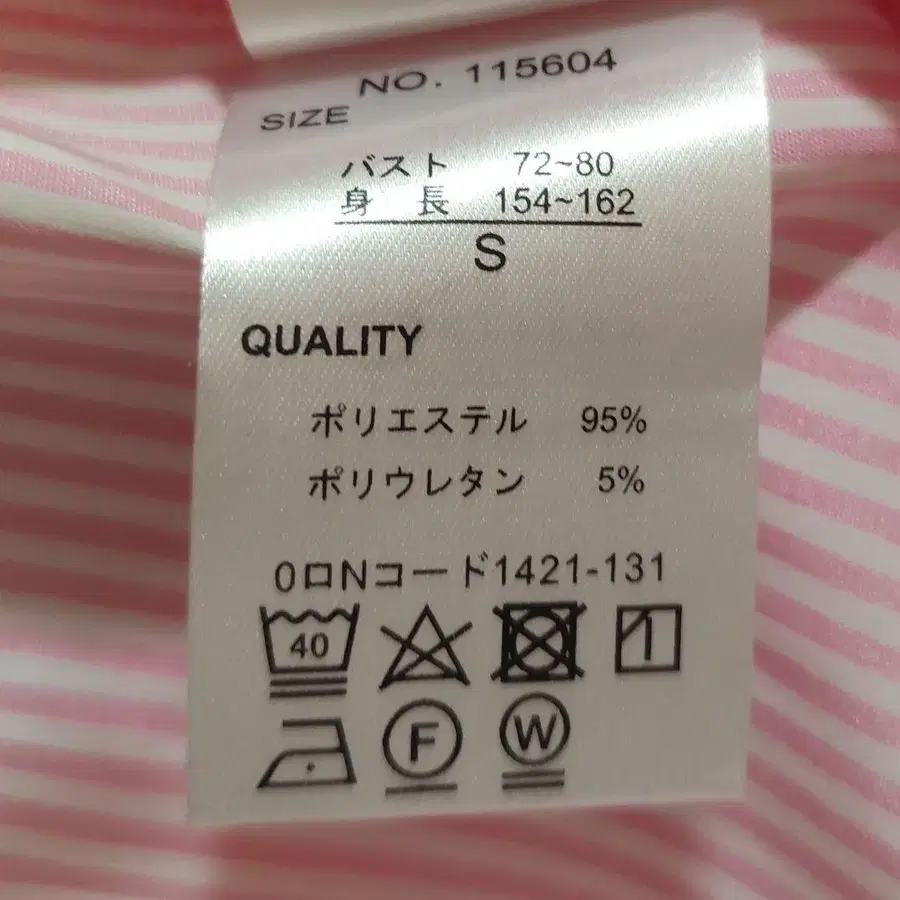 NO. 115604
SIZE
バスト 72~80
身 長 154~162
S
QUALITY
ポリエステル 95%
ポリウレタン 5%
0ロNコード1421-131
40
F W